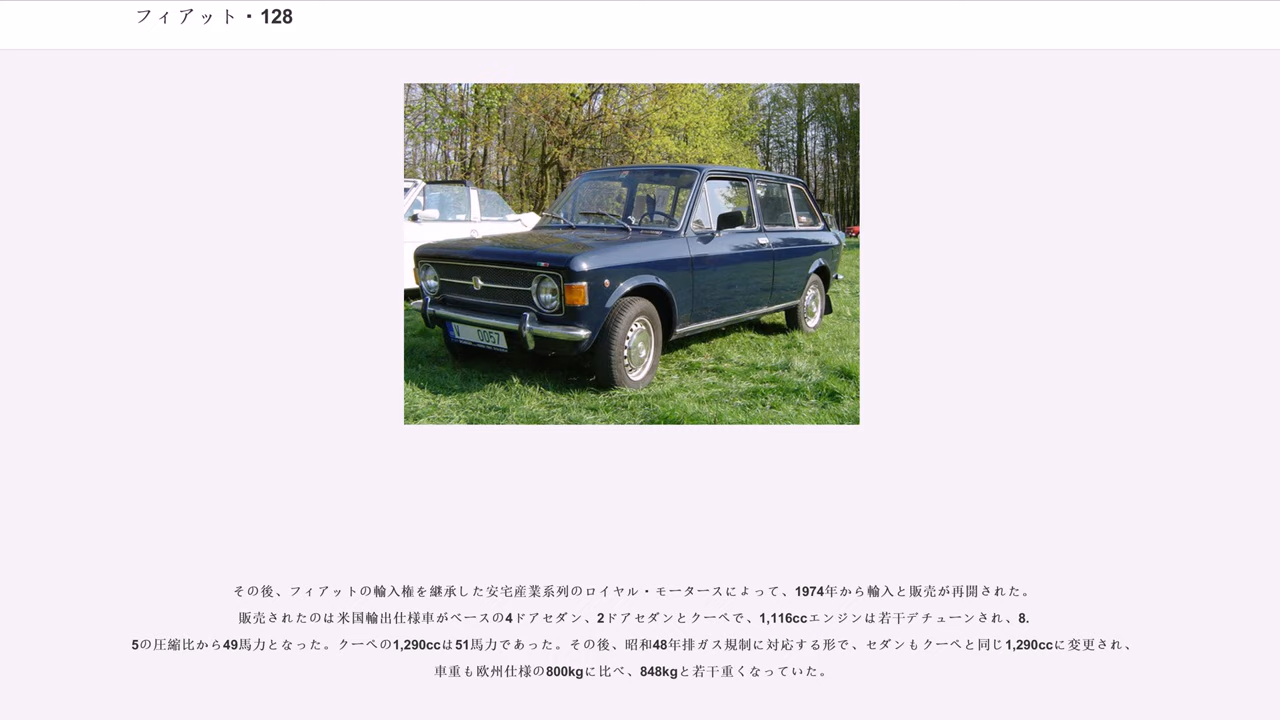 フィアット・128
V 0057
その後、フィアットの輸入権を継承した安宅産業系列のロイヤル・モータースによって、1974年から輸入と販売が再開された。
販売されたのは米国輸出仕様車がベースの4ドアセダン、2ドアセダンとクーペで、1,116ccエンジンは若干デチューンされ、8.
5の圧縮比から49馬力となった。クーペの1,290ccは51馬力であった。その後、昭和48年排ガス規制に対応する形で、セダンもクーペと同じ1,290ccに変更され、
車重も欧州仕様の800kgに比べ、848kgと若干重くなっていた。